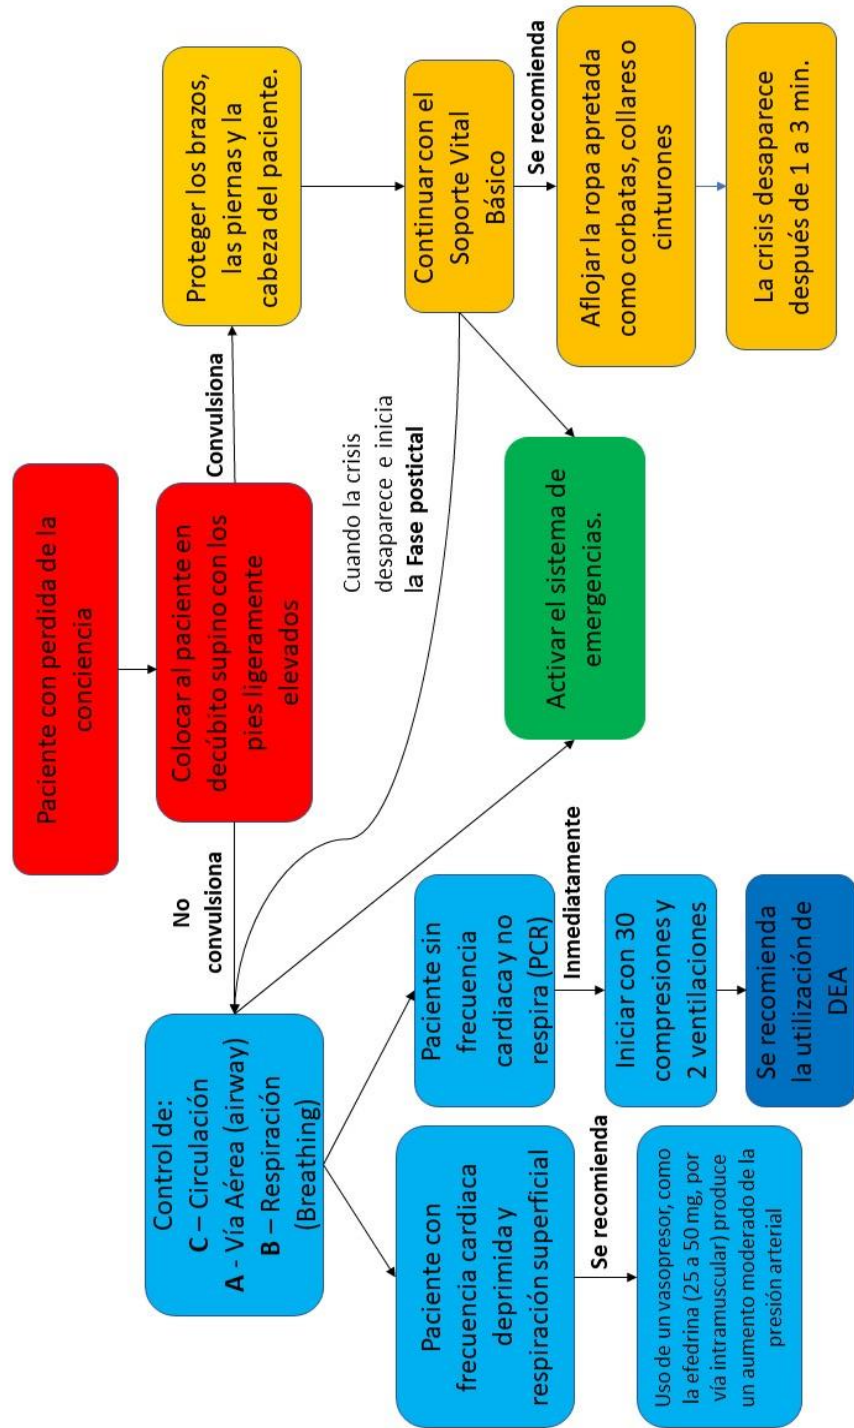 Paciente con perdida de la
conciencia
Colocar al paciente en
decúbito supino con los
pies ligeramente
elevados
No
convulsiona
Convulsiona
Control de:
C – Circulación
A - Vía Aérea (airway)
B – Respiración
(Breathing)
Paciente con
frecuencia cardiaca
deprimida y
respiración superficial
Se recomienda
Uso de un vasopresor, como
la efedrina (25 a 50 mg, por
vía intramuscular) produce
un aumento moderado de la
presión arterial
Paciente sin
frecuencia
cardiaca y no
respira (PCR)
Inmediatamente
Iniciar con 30
compresiones y
2 ventilaciones
Se recomienda
la utilización de
DEA
Cuando la crisis
desaparece e inicia
la Fase postictal
Activar el sistema de
emergencias.
Proteger los brazos,
las piernas y la
cabeza del paciente.
Continuar con el
Soporte Vital
Básico
Se recomienda
Aflojar la ropa apretada
como corbatas, collares o
cinturones
La crisis desaparece
después de 1 a 3 min.